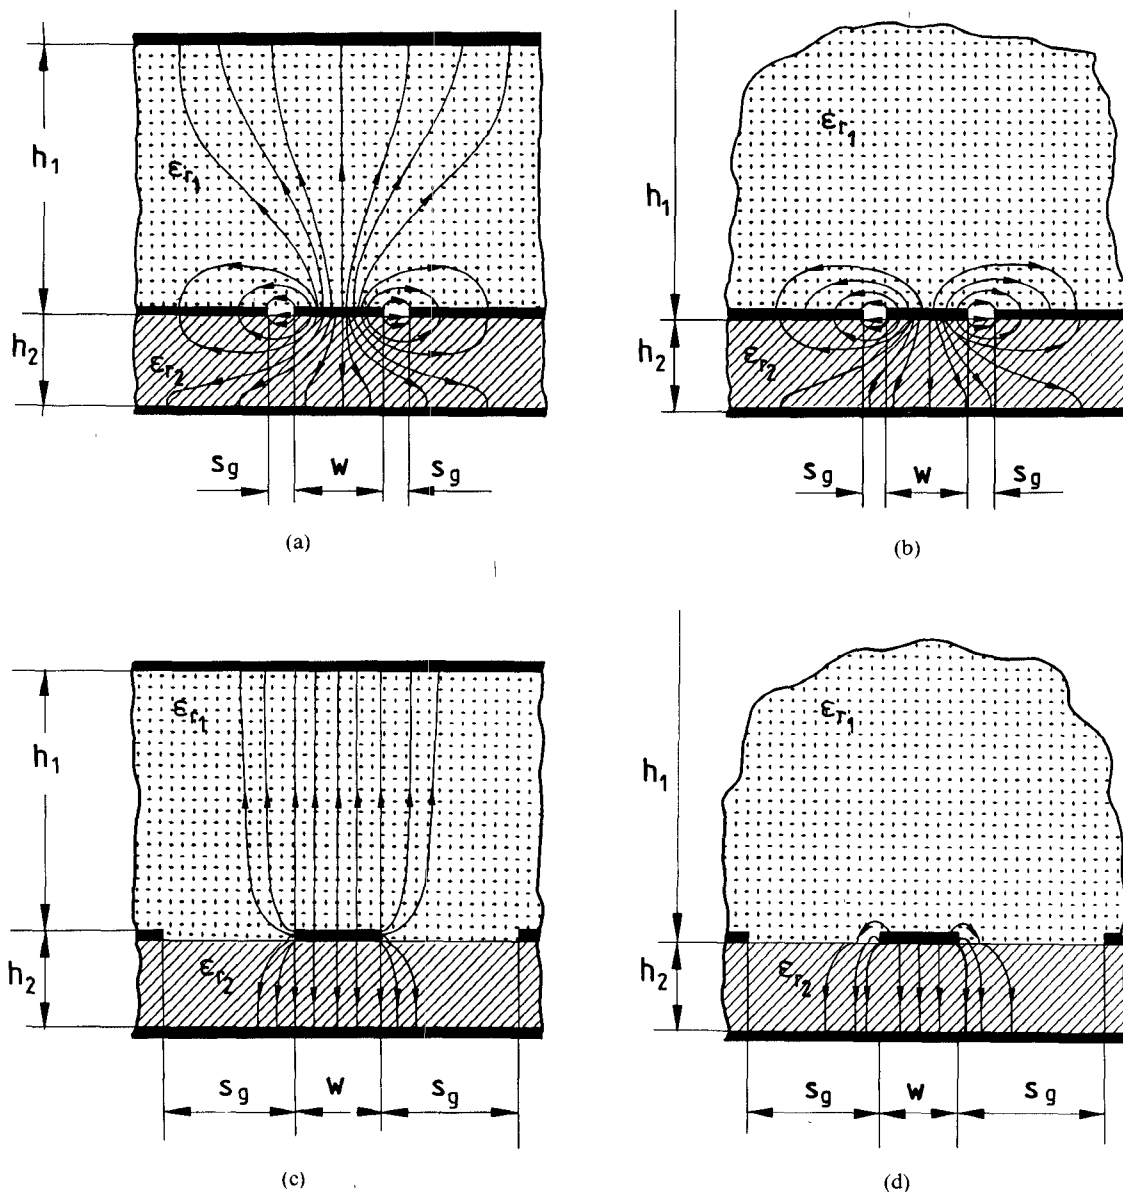 h₁
εr₁
h₂
εr₂
sg
w
sg
(a)
h₁
εr₁
h₂
εr₂
sg
w
sg
(b)
h₁
εr₁
h₂
εr₂
sg
w
sg
(c)
h₁
εr₁
h₂
εr₂
sg
w
sg
(d)